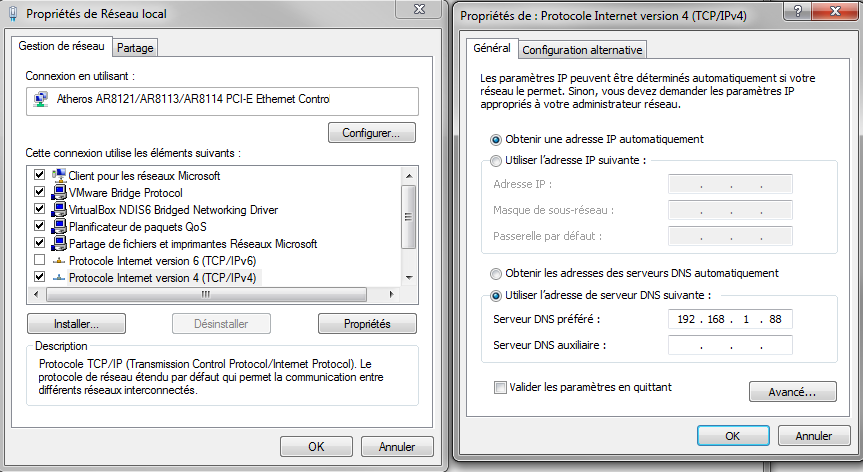 Propriétés de Réseau local
Gestion de réseau
Partage
Connexion en utilisant :
Atheros AR8121/AR8113/AR8114 PCI-E Ethernet Contro
Configurer...
Cette connexion utilise les éléments suivants :
Client pour les réseaux Microsoft
VMware Bridge Protocol
VirtualBox NDIS6 Bridged Networking Driver
Planificateur de paquets QoS
Partage de fichiers et imprimantes Réseaux Microsoft
Protocole Internet version 6 (TCP/IPv6)
Protocole Internet version 4 (TCP/IPv4)
Installer...
Désinstaller
Propriétés
Description
Protocole TCP/IP (Transmission Control Protocol/Internet Protocol). Le
protocole de réseau étendu par défaut qui permet la communication entre
différents réseaux interconnectés.
OK
Annuler
Propriétés de : Protocole Internet version 4 (TCP/IPv4)
Général
Configuration alternative
Les paramètres IP peuvent être déterminés automatiquement si votre
réseau le permet. Sinon, vous devez demander les paramètres IP
appropriés à votre administrateur réseau.
Obtenir une adresse IP automatiquement
Utiliser l'adresse IP suivante :
Adresse IP :
. . .
Masque de sous-réseau :
. . .
Passerelle par défaut :
. . .
Obtenir les adresses des serveurs DNS automatiquement
Utiliser l'adresse de serveur DNS suivante :
Serveur DNS préféré :
192 . 168 . 1 . 88
Serveur DNS auxiliaire :
. . .
Valider les paramètres en quittant
Avancé...
OK
Annuler